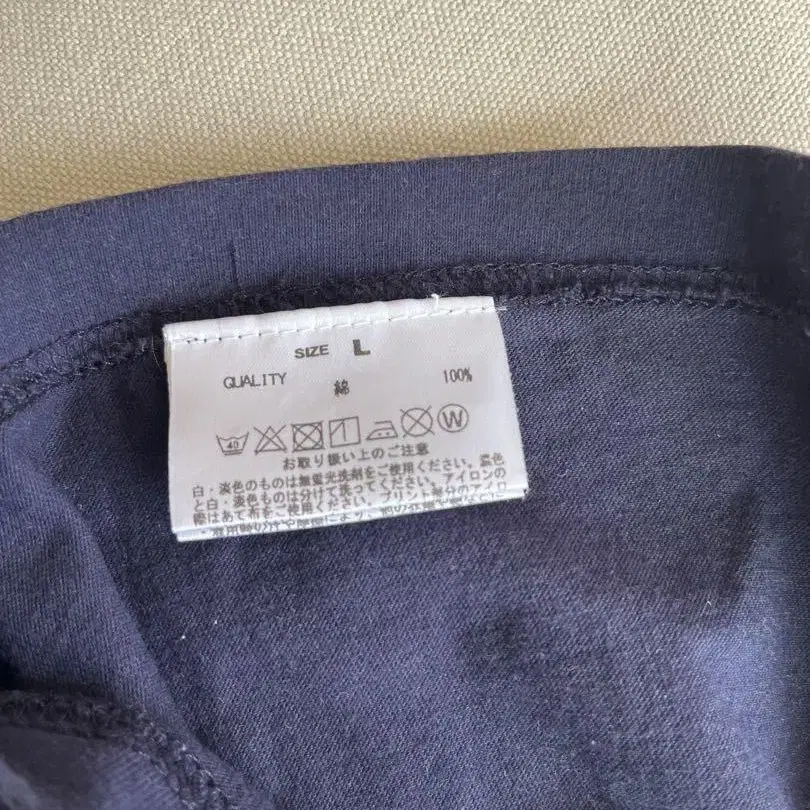 SIZE L
QUALITY 綿 100%
40 W
お取り扱い上のご注意
白・淡色のものは無蛍光洗剤をご使用ください。濃色
と白・淡色のものは分けて洗ってください。アイロンの
際はあて布をご使用ください。プリント部分のアイロ